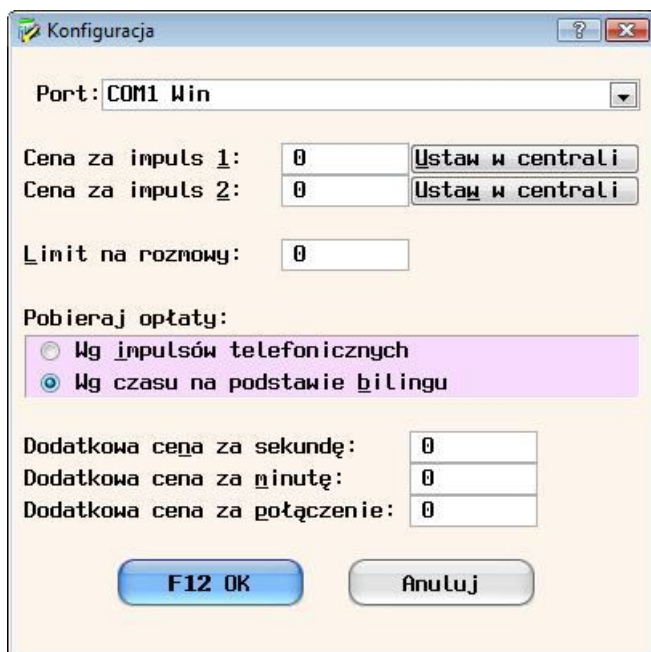 Konfiguracja
Port: COM1 Win
Cena za impuls 1: 0 Ustaw w centrali
Cena za impuls 2: 0 Ustaw w centrali
Limit na rozmowy: 0
Pobieraj opłaty:
Wg impulsów telefonicznych
Wg czasu na podstawie bilingu
Dodatkowa cena za sekundę: 0
Dodatkowa cena za minutę: 0
Dodatkowa cena za połączenie: 0
F12 OK Anuluj